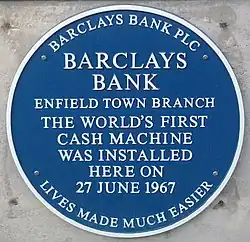 BARCLAYS BANK PLC
BARCLAYS
BANK
ENFIELD TOWN BRANCH
THE WORLD'S FIRST
CASH MACHINE
WAS INSTALLED
HERE ON
27 JUNE 1967
LIVES MADE MUCH EASIER